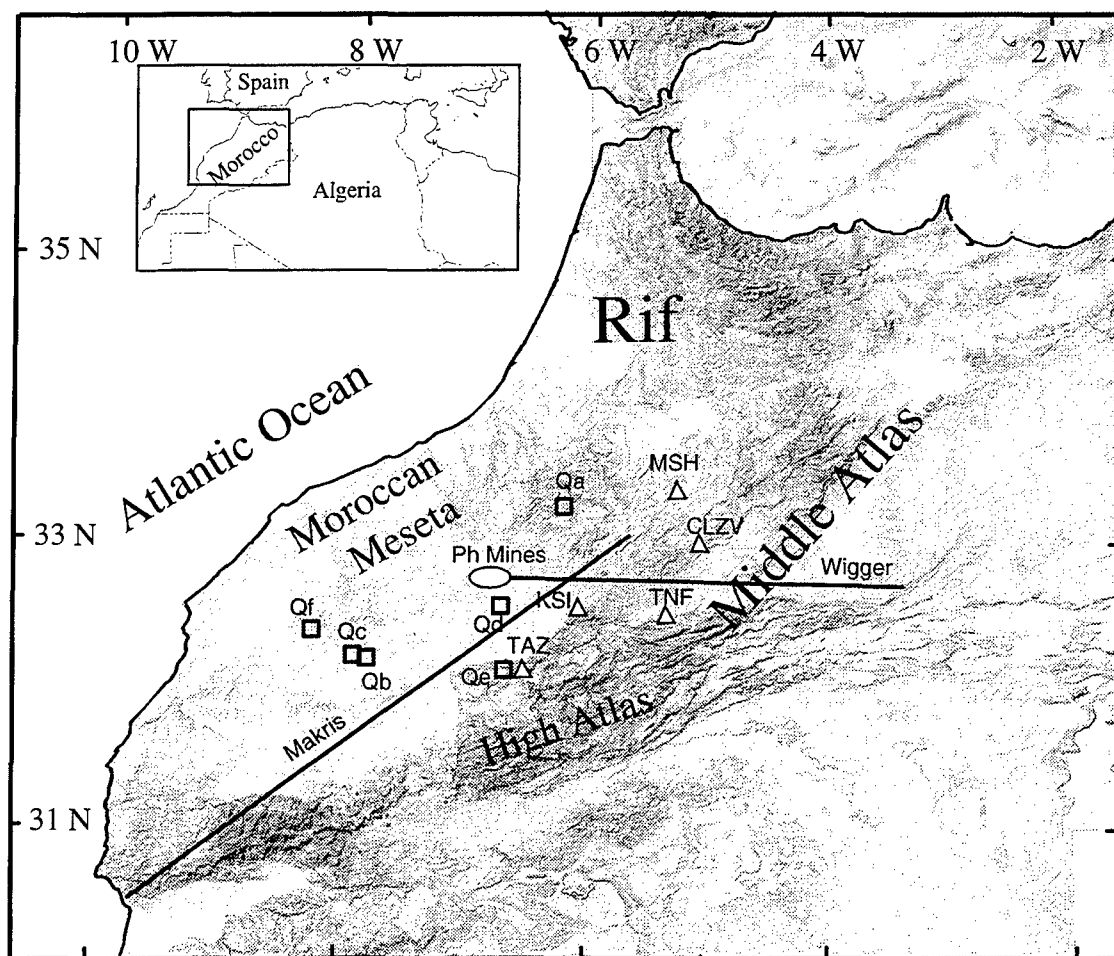 10 W
8 W
6 W
4 W
2 W
Spain
Morocco
Algeria
35 N
Rif
Atlantic Ocean
Moroccan
Meseta
Middle Atlas
MSH
Qa
33 N
CLZV
Ph Mines
Wigger
KSI
TNF
Qf
Qd
Qc
TAZ
Qb
Qe
High Atlas
Makris
31 N